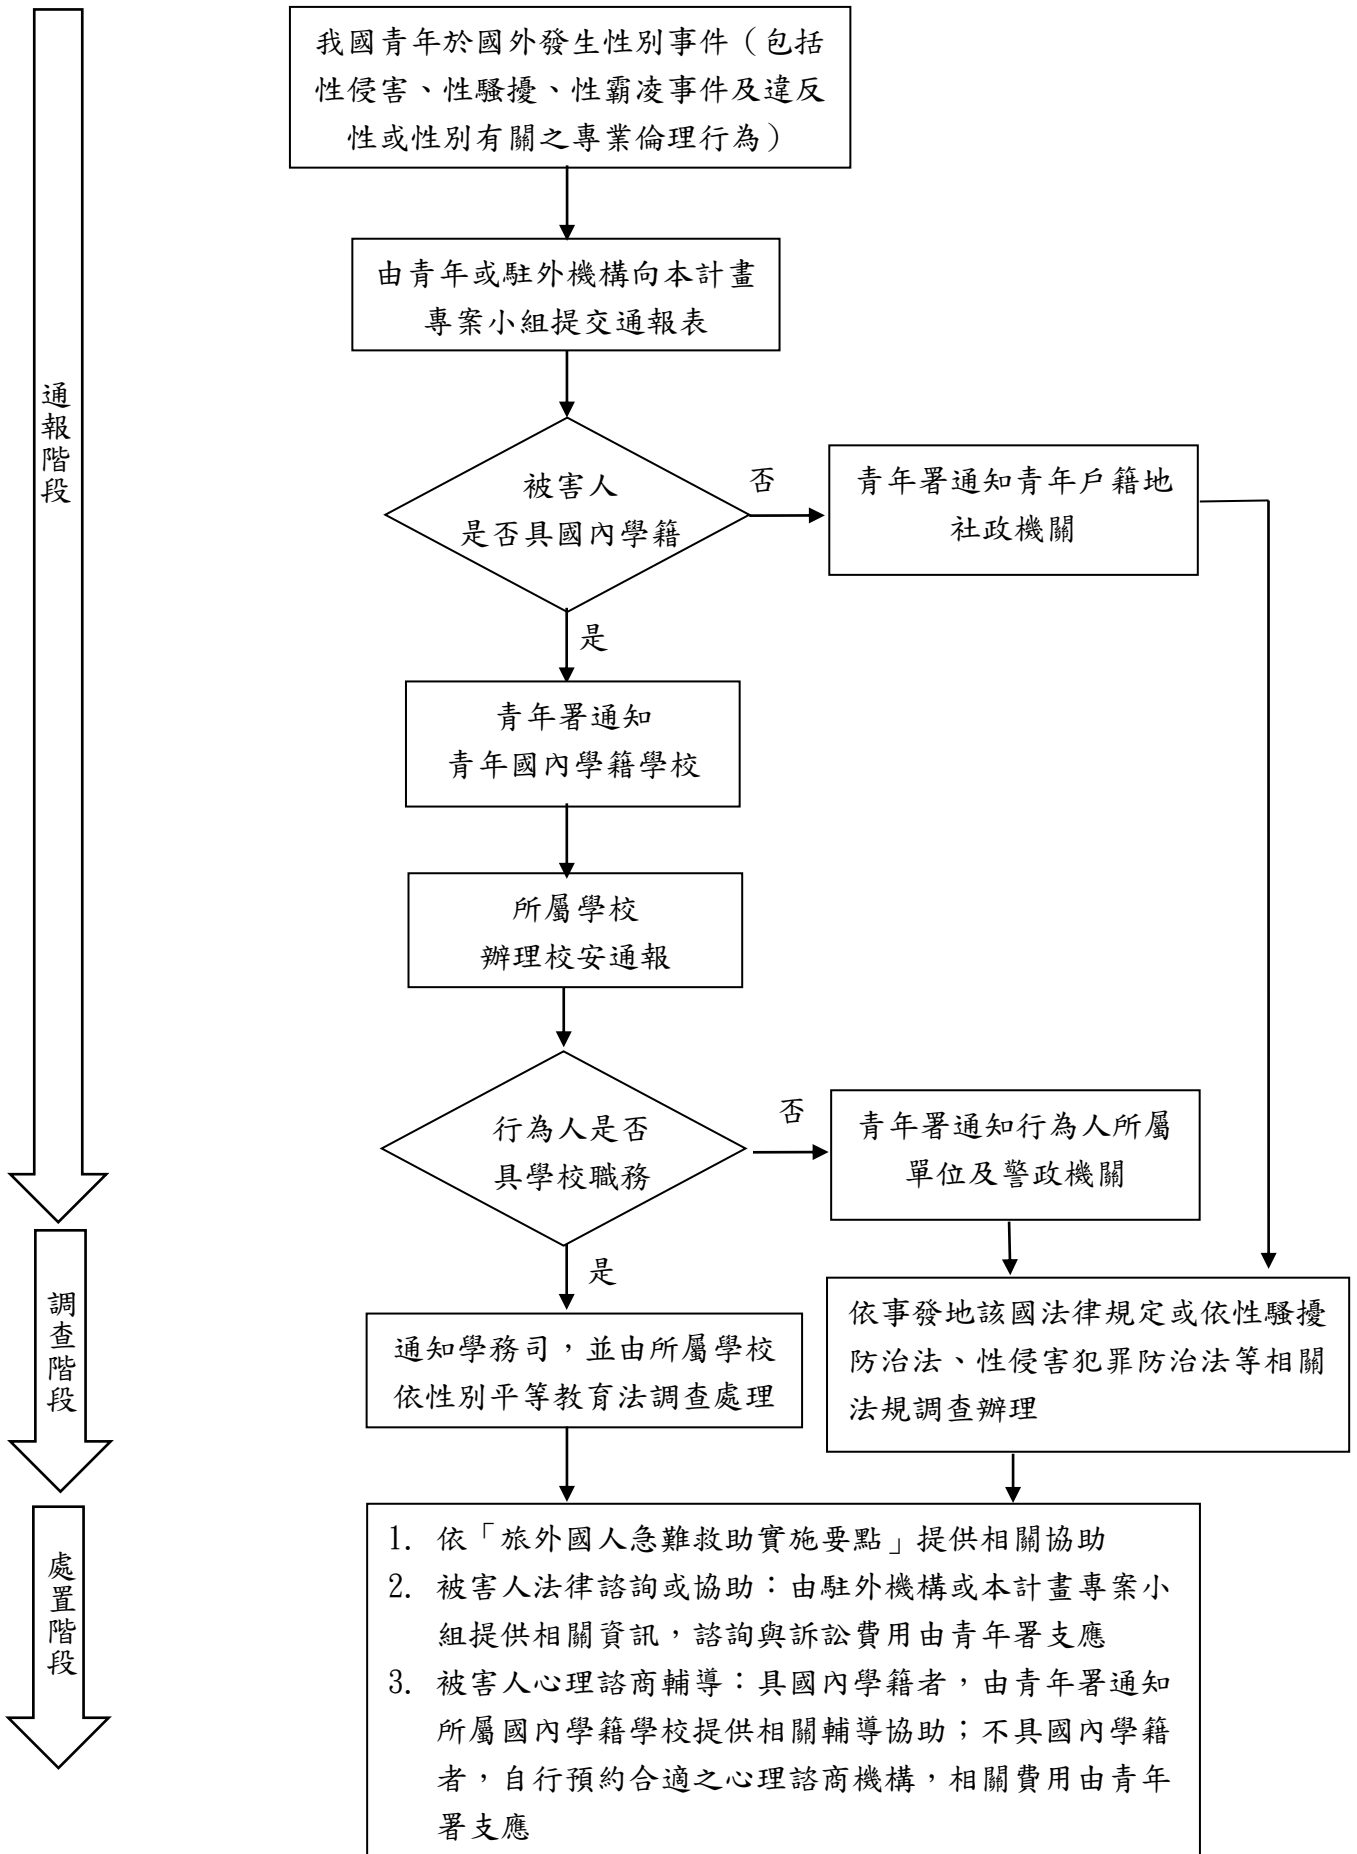 我國青年於國外發生性別事件（包括
性侵害、性騷擾、性霸凌事件及違反
性或性別有關之專業倫理行為）
由青年或駐外機構向本計畫
專案小組提交通報表
通報階段
被害人
是否具國內學籍
否
青年署通知青年戶籍地
社政機關
是
青年署通知
青年國內學籍學校
所屬學校
辦理校安通報
行為人是否
具學校職務
否
青年署通知行為人所屬
單位及警政機關
是
調查階段
通知學務司，並由所屬學校
依性別平等教育法調查處理
依事發地該國法律規定或依性騷擾
防治法、性侵害犯罪防治法等相關
法規調查辦理
處置階段
1. 依「旅外國人急難救助實施要點」提供相關協助
2. 被害人法律諮詢或協助：由駐外機構或本計畫專案小
組提供相關資訊，諮詢與訴訟費用由青年署支應
3. 被害人心理諮商輔導：具國內學籍者，由青年署通知
所屬國內學籍學校提供相關輔導協助；不具國內學籍
者，自行預約合適之心理諮商機構，相關費用由青年
署支應